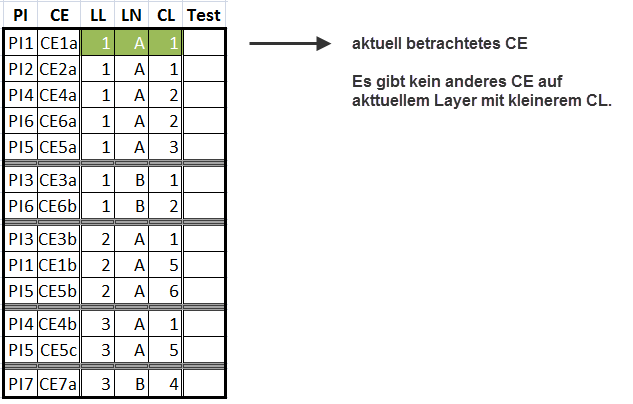 PI CE LL LN CL Test
PI1 CE1a 1 A 1
aktuell betrachtetes CE
PI2 CE2a 1 A 1
Es gibt kein anderes CE auf
PI4 CE4a 1 A 2
akttuellem Layer mit kleinerem CL.
PI6 CE6a 1 A 2
PI5 CE5a 1 A 3
PI3 CE3a 1 B 1
PI6 CE6b 1 B 2
PI3 CE3b 2 A 1
PI1 CE1b 2 A 5
PI5 CE5b 2 A 6
PI4 CE4b 3 A 1
PI5 CE5c 3 A 5
PI7 CE7a 3 B 4